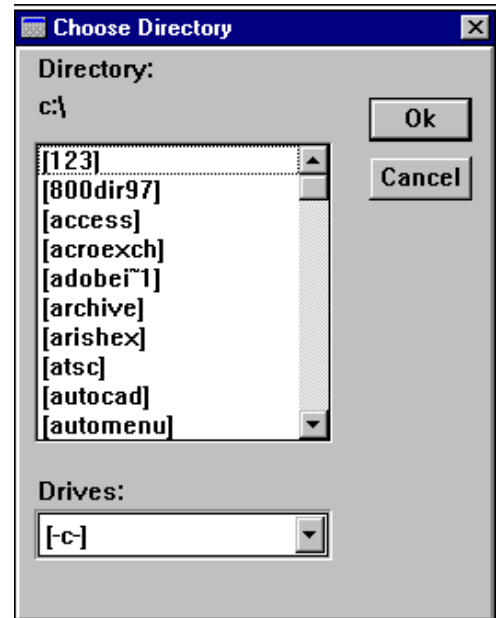 Choose Directory
Directory:
c:\
Ok
Cancel
[123]
[800dir97]
[access]
[acroexch]
[adobei~1]
[archive]
[arishex]
[atsc]
[autocad]
[automenu]
Drives:
[-c-]